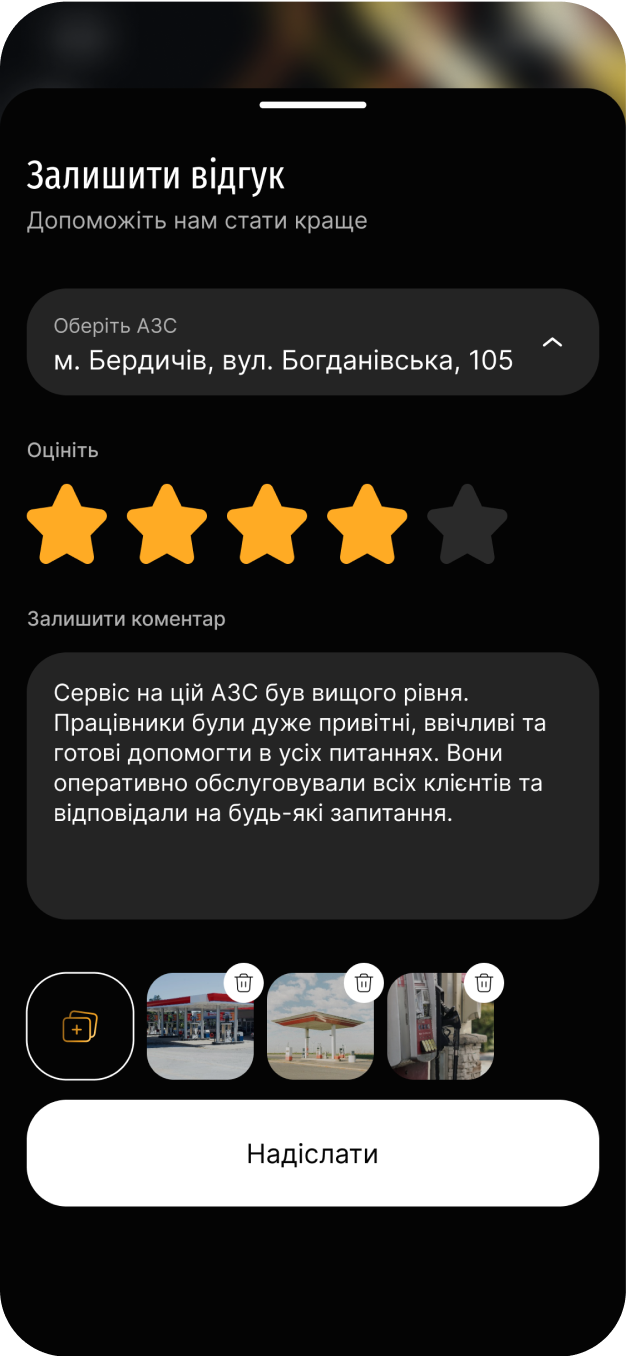 Залишити відгук
Допоможіть нам стати краще
Оберіть АЗС
м. Бердичів, вул. Богданівська, 105
Оцініть
Залишити коментар
Сервіс на цій АЗС був вищого рівня.
Працівники були дуже привітні, ввічливі та
готові допомогти в усіх питаннях. Вони
оперативно обслуговували всіх клієнтів та
відповідали на будь-які запитання.
Надіслати